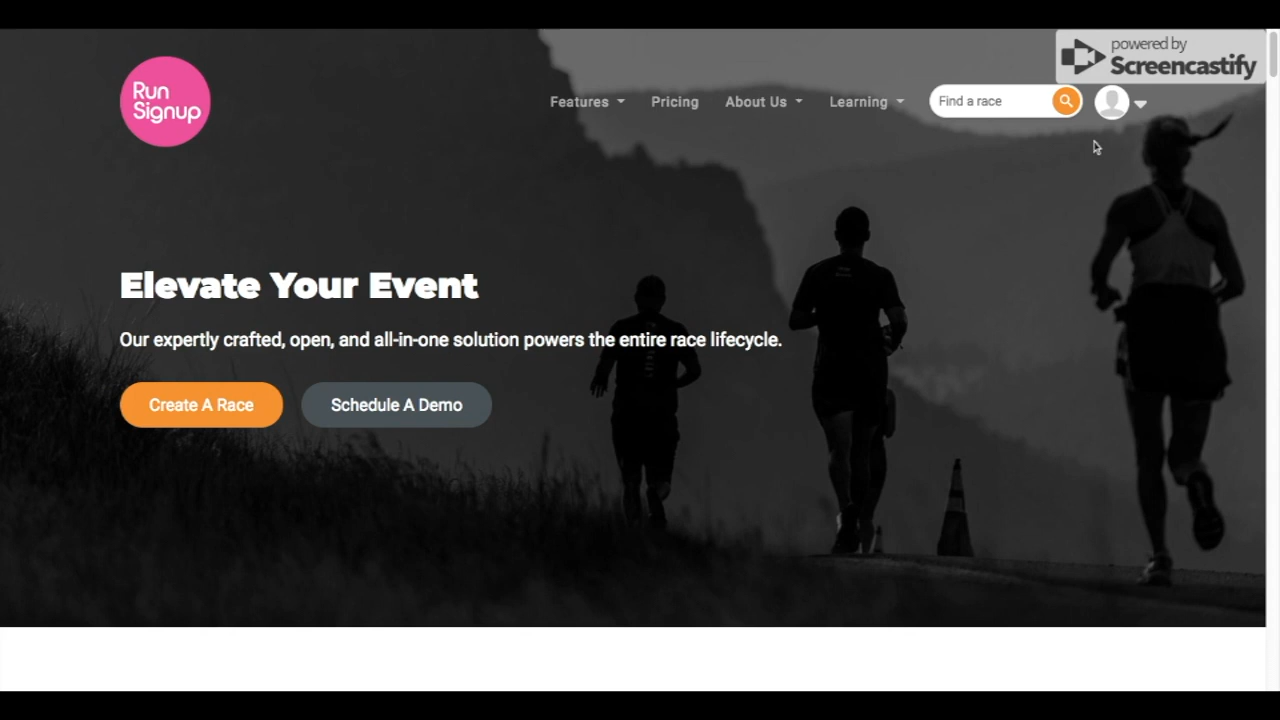 powered by
Screencastify
Run
Signup
Features
Pricing
About Us
Learning
Find a race
Elevate Your Event
Our expertly crafted, open, and all-in-one solution powers the entire race lifecycle.
Create A Race
Schedule A Demo